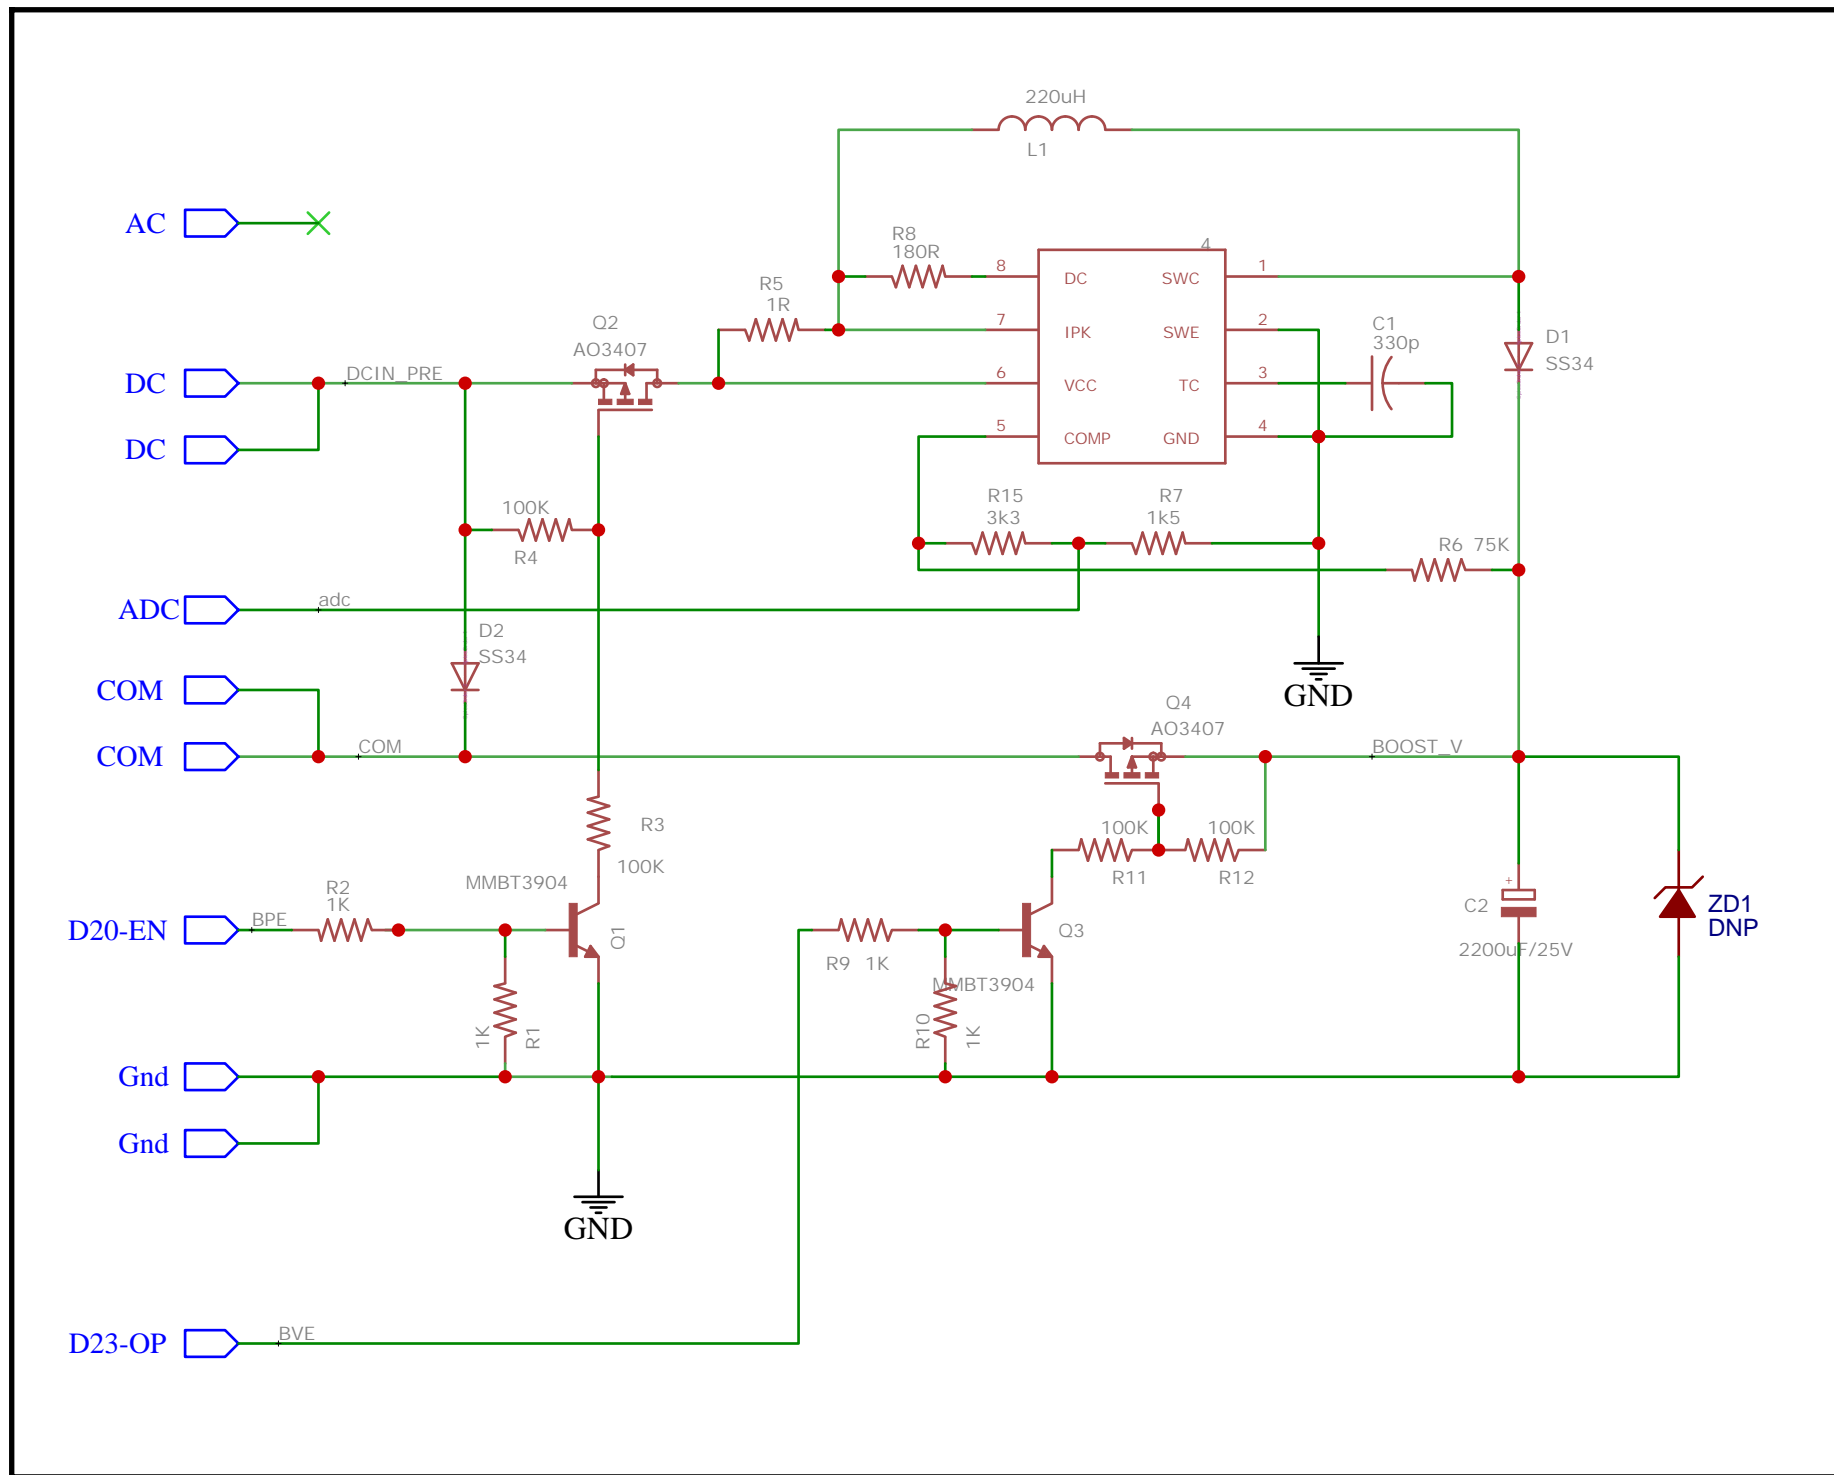 220uH
L1
AC
R8
180R
4
8
DC
SWC
1
R5
1R
7
IPK
SWE
2
C1
330p
Q2
AO3407
D1
SS34
DC
DCIN_PRE
6
VCC
TC
3
DC
5
COMP
GND
4
100K
R4
R15
3k3
R7
1k5
R6 75K
ADC
adc
D2
SS34
COM
GND
Q4
AO3407
COM
COM
BOOST_V
R3
100K
100K
100K
R11
R12
MMBT3904
R2
1K
D20-EN
BPE
Q1
R9 1K
Q3
MMBT3904
C2
+
2200uF/25V
ZD1
DNP
1K
R1
R10
1K
Gnd
Gnd
GND
D23-OP
BVE